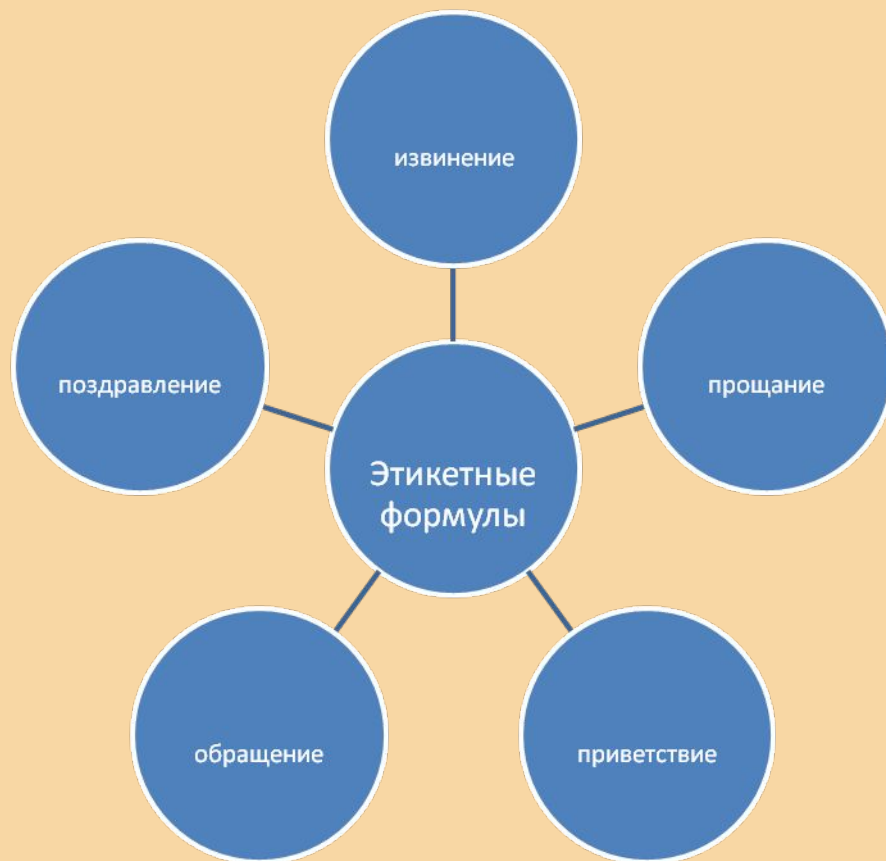 извинение
поздравление
прощание
Этикетные
формулы
обращение
приветствие